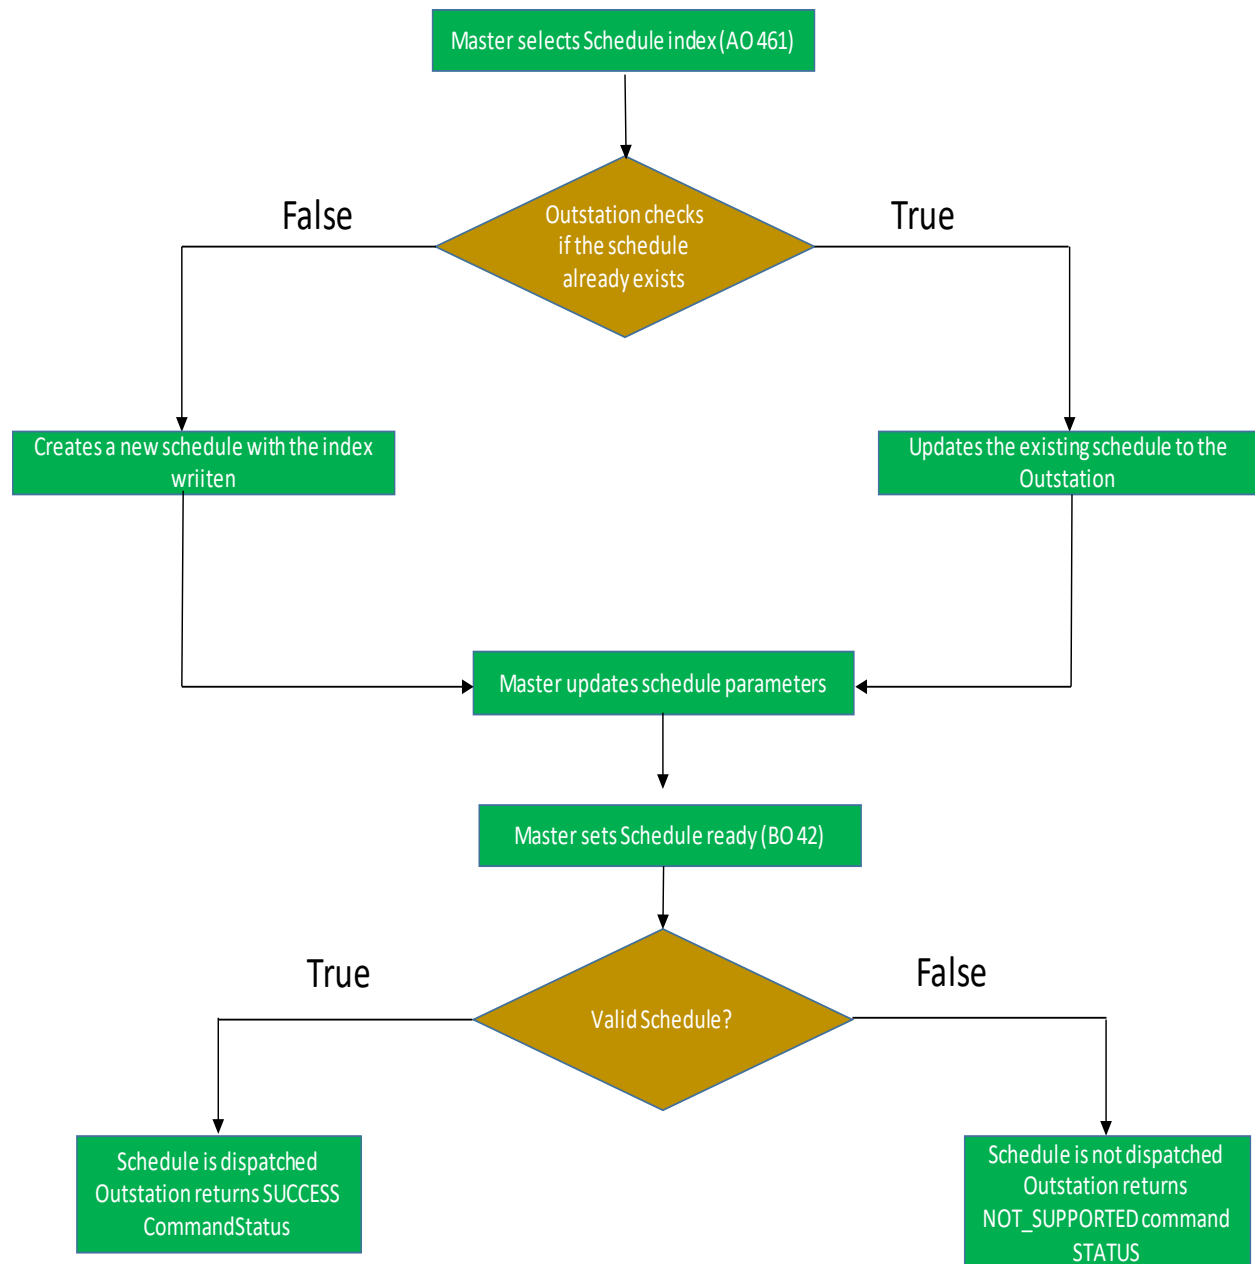 Master selects Schedule index (AO 461)
False
True
Outstation checks
if the schedule
already exists
Creates a new schedule with the index
wriiten
Updates the existing schedule to the
Outstation
Master updates schedule parameters
Master sets Schedule ready (BO 42)
True
False
Valid Schedule?
Schedule is dispatched
Outstation returns SUCCESS
CommandStatus
Schedule is not dispatched
Outstation returns
NOT_SUPPORTED command
STATUS